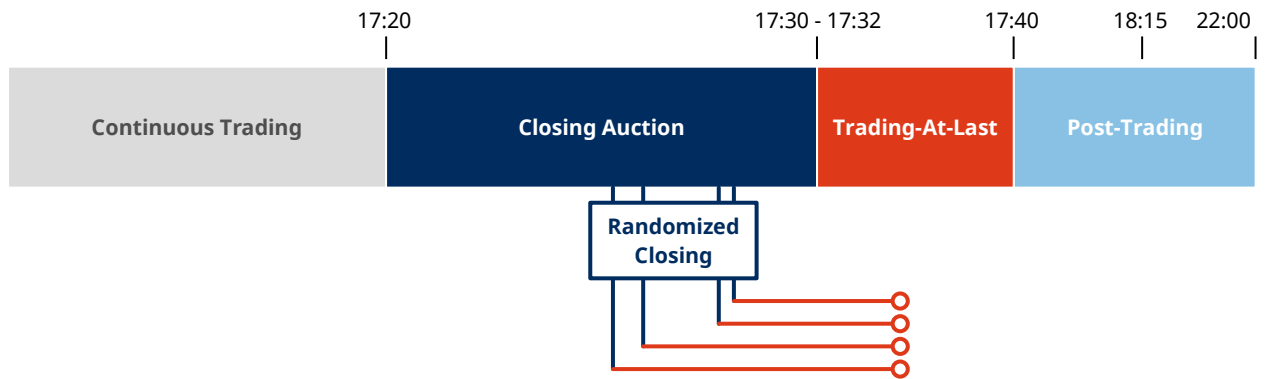 17:20 17:30 - 17:32 17:40 18:15 22:00
Continuous Trading Closing Auction Trading-At-Last Post-Trading
Randomized
Closing